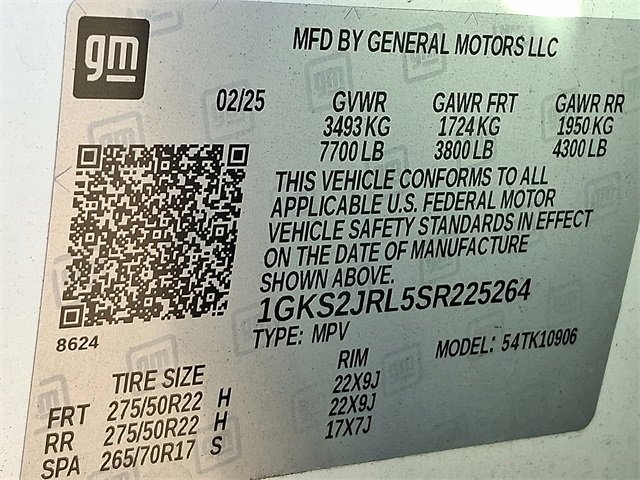 gm
MFD BY GENERAL MOTORS LLC
02/25 GVWR GAWR FRT GAWR RR
3493 KG 1724 KG 1950 KG
7700 LB 3800 LB 4300 LB
THIS VEHICLE CONFORMS TO ALL
APPLICABLE U.S. FEDERAL MOTOR
VEHICLE SAFETY STANDARDS IN EFFECT
ON THE DATE OF MANUFACTURE
SHOWN ABOVE.
1GKS2JRL5SR225264
8624
TYPE: MPV MODEL: 54TK10906
TIRE SIZE RIM
FRT 275/50R22 H 22X9J
RR 275/50R22 H 22X9J
SPA 265/70R17 S 17X7J